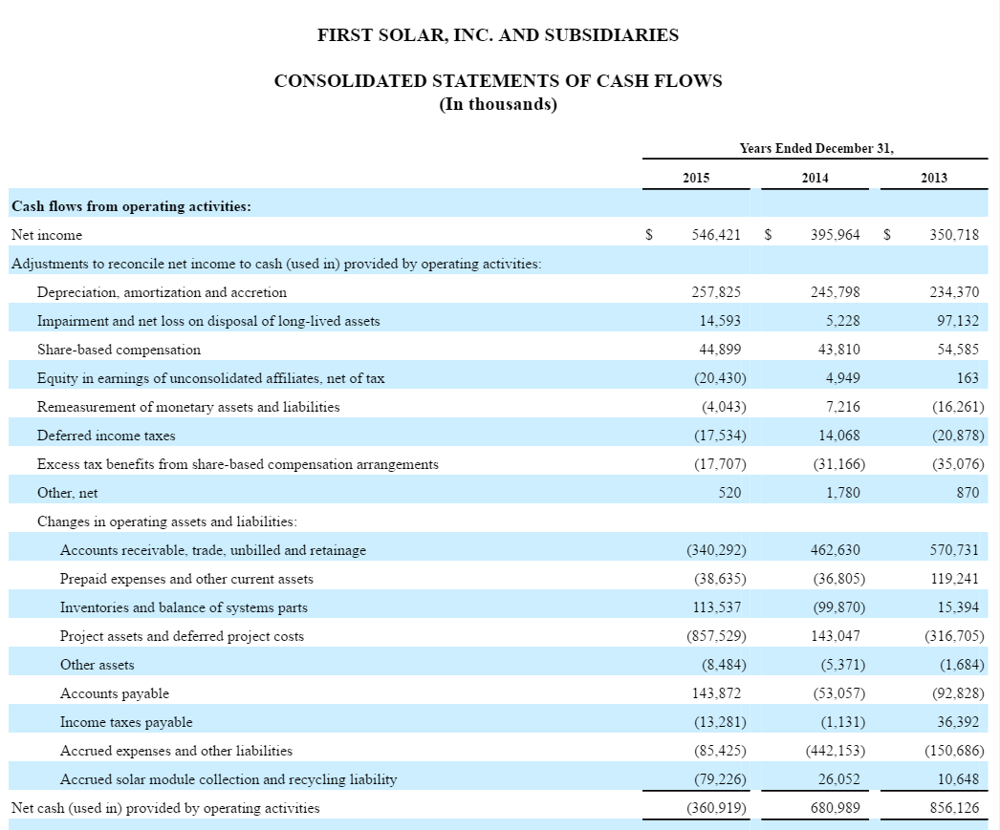 FIRST SOLAR, INC. AND SUBSIDIARIES
CONSOLIDATED STATEMENTS OF CASH FLOWS
(In thousands)
Years Ended December 31,
2015 2014 2013
Cash flows from operating activities:
Net income $ 546,421 $ 395,964 $ 350,718
Adjustments to reconcile net income to cash (used in) provided by operating activities:
Depreciation, amortization and accretion 257,825 245,798 234,370
Impairment and net loss on disposal of long-lived assets 14,593 5,228 97,132
Share-based compensation 44,899 43,810 54,585
Equity in earnings of unconsolidated affiliates, net of tax (20,430) 4,949 163
Remeasurement of monetary assets and liabilities (4,043) 7,216 (16,261)
Deferred income taxes (17,534) 14,068 (20,878)
Excess tax benefits from share-based compensation arrangements (17,707) (31,166) (35,076)
Other, net 520 1,780 870
Changes in operating assets and liabilities:
Accounts receivable, trade, unbilled and retainage (340,292) 462,630 570,731
Prepaid expenses and other current assets (38,635) (36,805) 119,241
Inventories and balance of systems parts 113,537 (99,870) 15,394
Project assets and deferred project costs (857,529) 143,047 (316,705)
Other assets (8,484) (5,371) (1,684)
Accounts payable 143,872 (53,057) (92,828)
Income taxes payable (13,281) (1,131) 36,392
Accrued expenses and other liabilities (85,425) (442,153) (150,686)
Accrued solar module collection and recycling liability (79,226) 26,052 10,648
Net cash (used in) provided by operating activities (360,919) 680,989 856,126